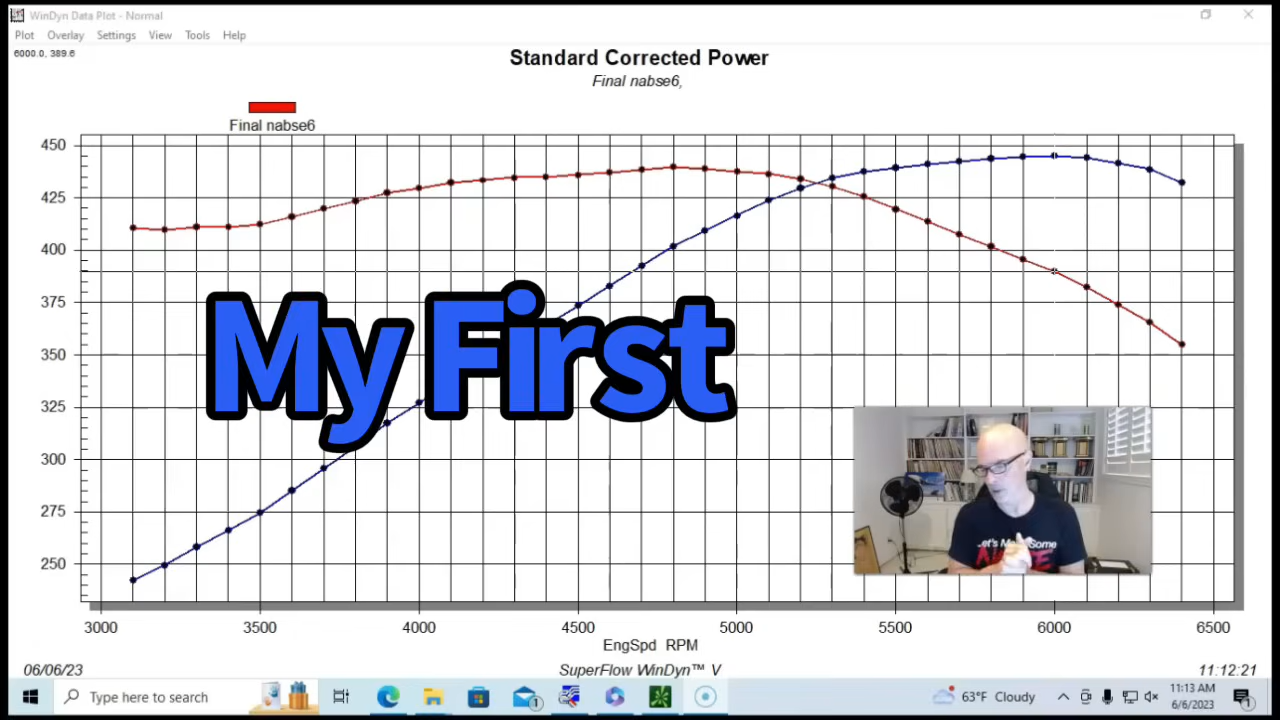 WinDyn Data Plot - Normal
Plot Overlay Settings View Tools Help
6000.0, 389.6
Standard Corrected Power
Final nabse6,
Final nabse6
450
425
400
375
350
325
300
275
250
My First
3000 3500 4000 4500 5000 5500 6000 6500
EngSpd RPM
06/06/23 SuperFlow WinDyn™ V 11:12:21
Type here to search
1
63°F Cloudy
11:13 AM
6/6/2023
1